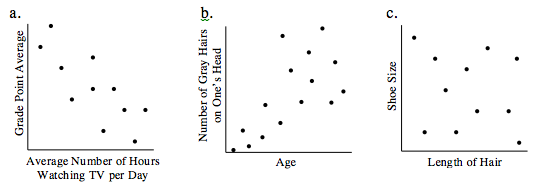 a.
Grade Point Average
Average Number of Hours
Watching TV per Day
b.
Number of Gray Hairs
on One's Head
Age
c.
Shoe Size
Length of Hair